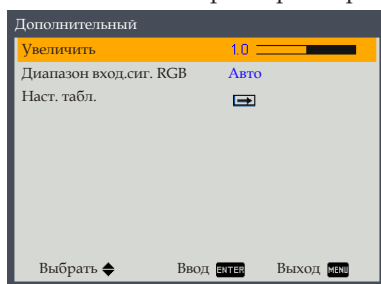 Дополнительный
Увеличить 1.0
Диапазон вход.сиг. RGB Авто
Наст. табл.
Выбрать Ввод ENTER Выход MENU